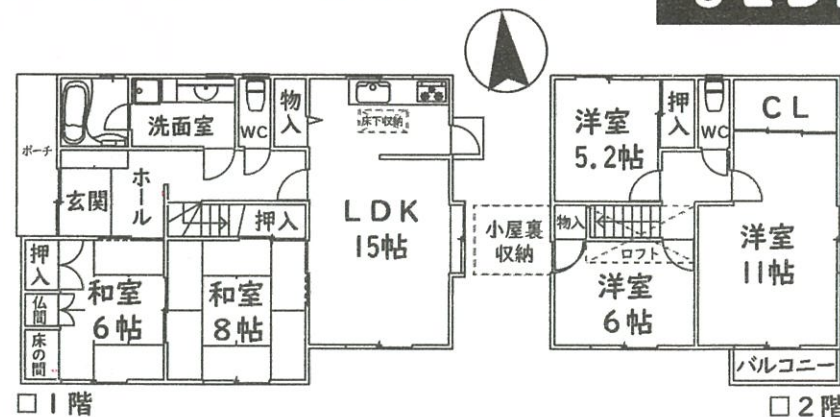 洗面室
WC
物入
床下収納
ポーチ
玄関
ホール
押入
LDK
15帖
押入
仏間
床の間
和室
6帖
和室
8帖
□1階
洋室
5.2帖
押入
WC
CL
小屋裏
収納
物入
ロフト
洋室
6帖
洋室
11帖
バルコニー
□2階